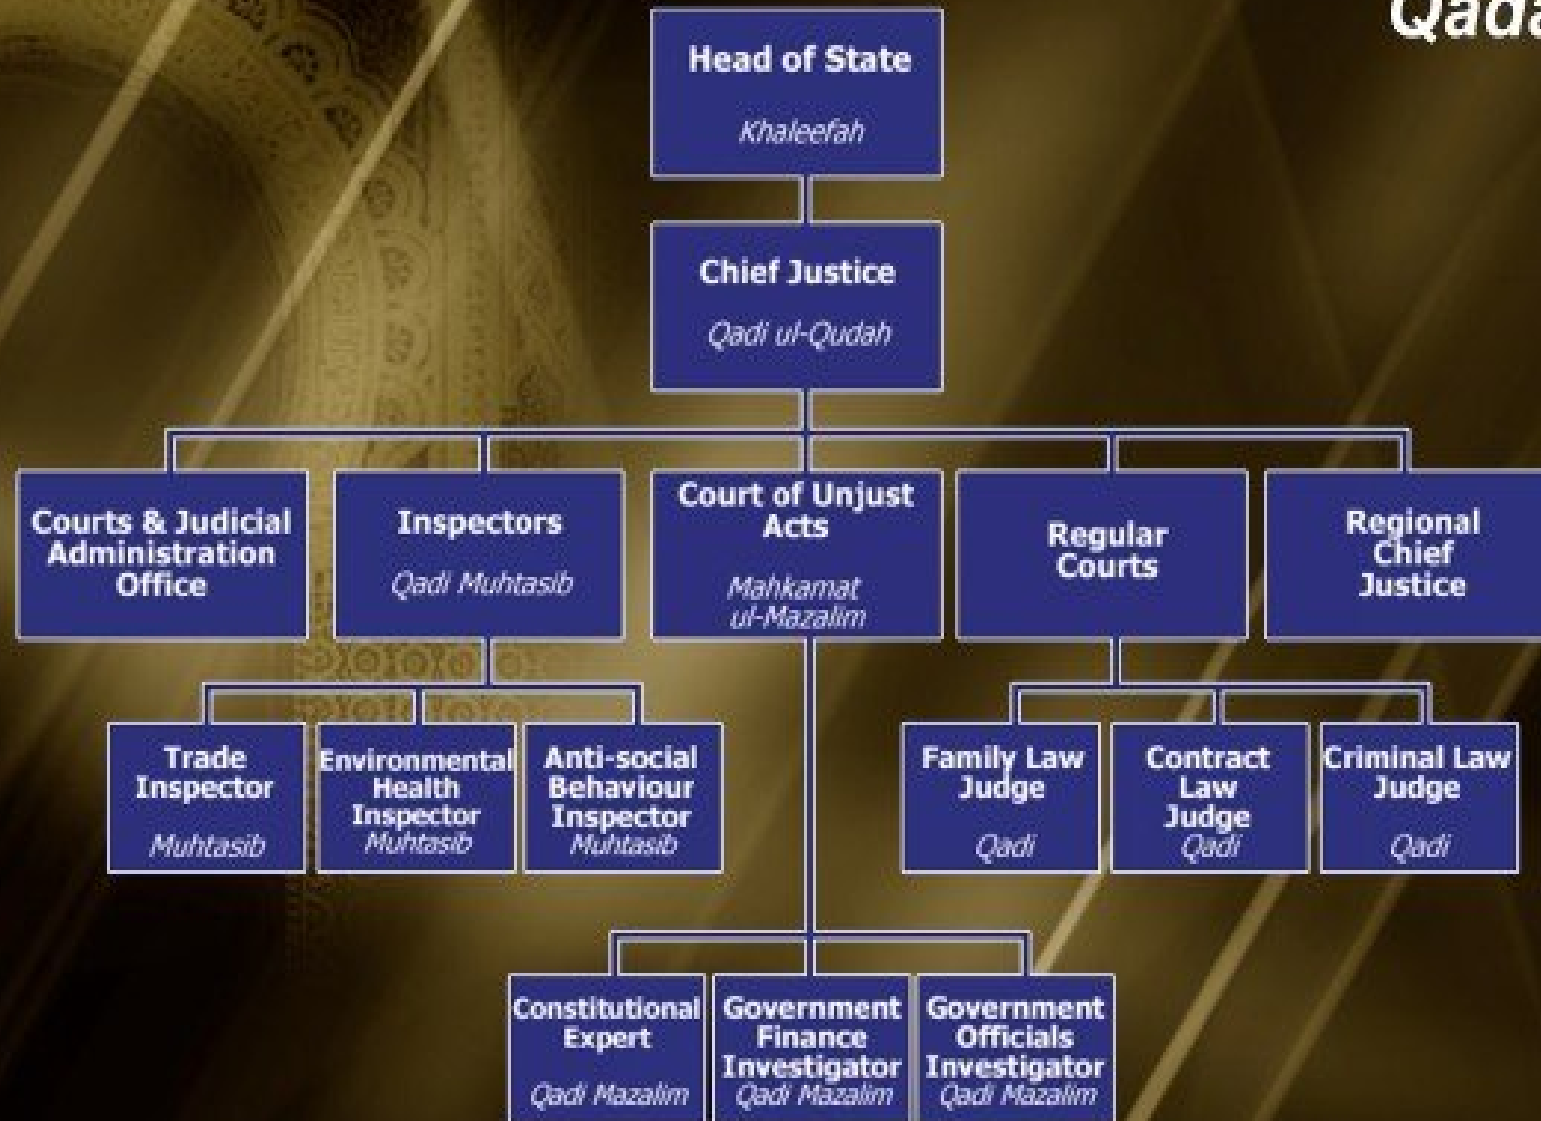 Head of State
Khaleefah
Chief Justice
Qadi ul-Qudah
Courts & Judicial
Administration
Office
Inspectors
Qadi Muhtasib
Court of Unjust
Acts
Mahkamat
ul-Mazalim
Regular
Courts
Regional
Chief
Justice
Trade
Inspector
Muhtasib
Environmental
Health
Inspector
Muhtasib
Anti-social
Behaviour
Inspector
Muhtasib
Family Law
Judge
Qadi
Contract
Law
Judge
Qadi
Criminal Law
Judge
Qadi
Constitutional
Expert
Qadi Mazalim
Government
Finance
Investigator
Qadi Mazalim
Government
Officials
Investigator
Qadi Mazalim